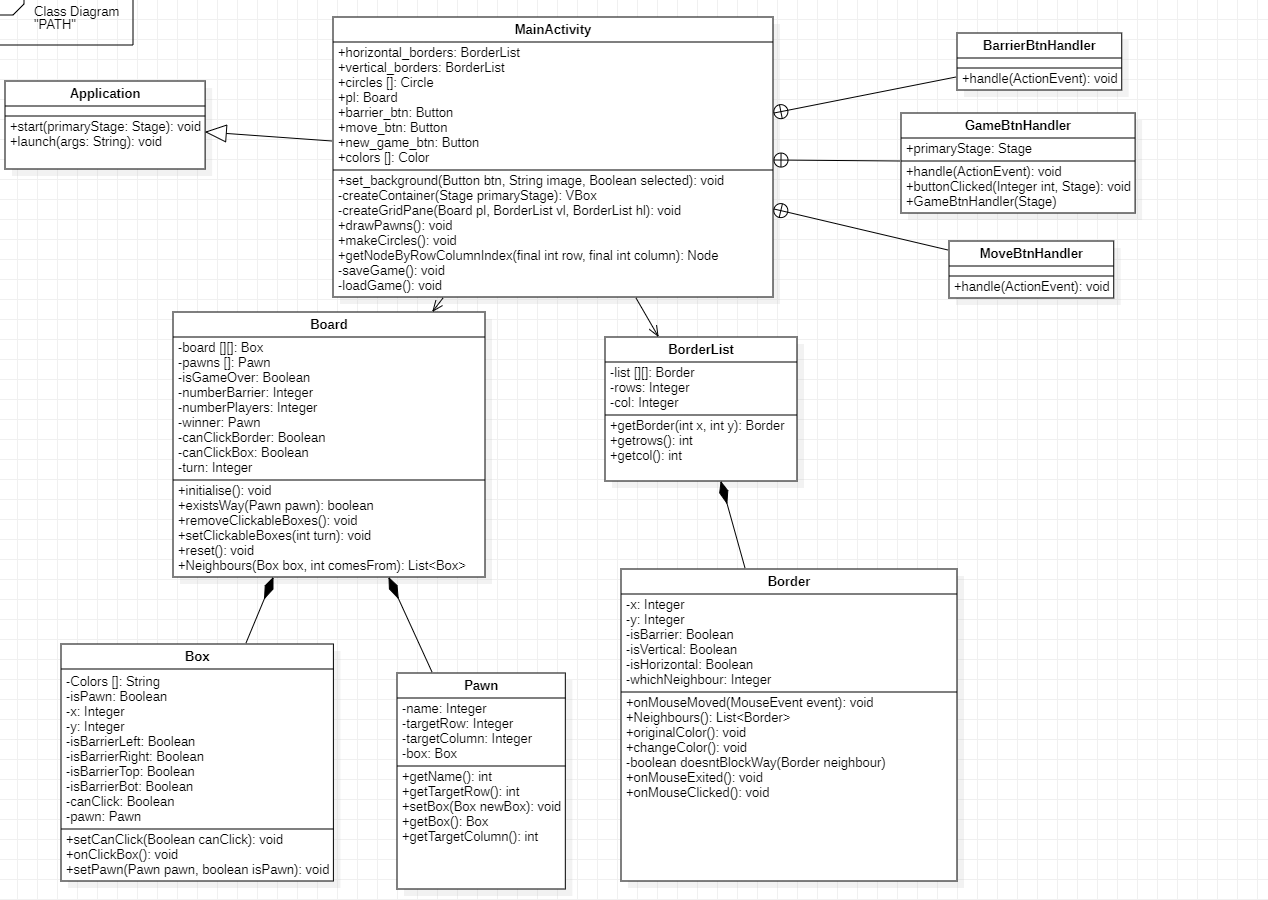 Class Diagram
"PATH"
MainActivity
+horizontal_borders: BorderList
+vertical_borders: BorderList
+circles []: Circle
+pl: Board
+barrier_btn: Button
+move_btn: Button
+new_game_btn: Button
+colors []: Color
+set_background(Button btn, String image, Boolean selected): void
-createContainer(Stage primaryStage): VBox
-createGridPane(Board pl, BorderList vl, BorderList hl): void
+drawPawns(): void
+makeCircles(): void
+getNodeByRowColumnIndex(final int row, final int column): Node
-saveGame(): void
-loadGame(): void
Application
+start(primaryStage: Stage): void
+launch(args: String): void
BarrierBtnHandler
+handle(ActionEvent): void
GameBtnHandler
+primaryStage: Stage
+handle(ActionEvent): void
+buttonClicked(Integer int, Stage): void
+GameBtnHandler(Stage)
MoveBtnHandler
+handle(ActionEvent): void
Board
-board [][]: Box
-pawns []: Pawn
-isGameOver: Boolean
-numberBarrier: Integer
-numberPlayers: Integer
-winner: Pawn
-canClickBorder: Boolean
-canClickBox: Boolean
-turn: Integer
+initialise(): void
+existsWay(Pawn pawn): boolean
+removeClickableBoxes(): void
+setClickableBoxes(int turn): void
+reset(): void
+Neighbours(Box box, int comesFrom): List<Box>
BorderList
-list [][]: Border
-rows: Integer
-col: Integer
+getBorder(int x, int y): Border
+getrows(): int
+getcol(): int
Box
-Colors []: String
-isPawn: Boolean
-x: Integer
-y: Integer
-isBarrierLeft: Boolean
-isBarrierRight: Boolean
-isBarrierTop: Boolean
-isBarrierBot: Boolean
-canClick: Boolean
-pawn: Pawn
+setCanClick(Boolean canClick): void
+onClickBox(): void
+setPawn(Pawn pawn, boolean isPawn): void
Pawn
-name: Integer
-targetRow: Integer
-targetColumn: Integer
-box: Box
+getName(): int
+getTargetRow(): int
+setBox(Box newBox): void
+getBox(): Box
+getTargetColumn(): int
Border
-x: Integer
-y: Integer
-isBarrier: Boolean
-isVertical: Boolean
-isHorizontal: Boolean
-whichNeighbour: Integer
+onMouseMoved(MouseEvent event): void
+Neighbours(): List<Border>
+originalColor(): void
+changeColor(): void
-boolean doesntBlockWay(Border neighbour)
+onMouseExited(): void
+onMouseClicked(): void